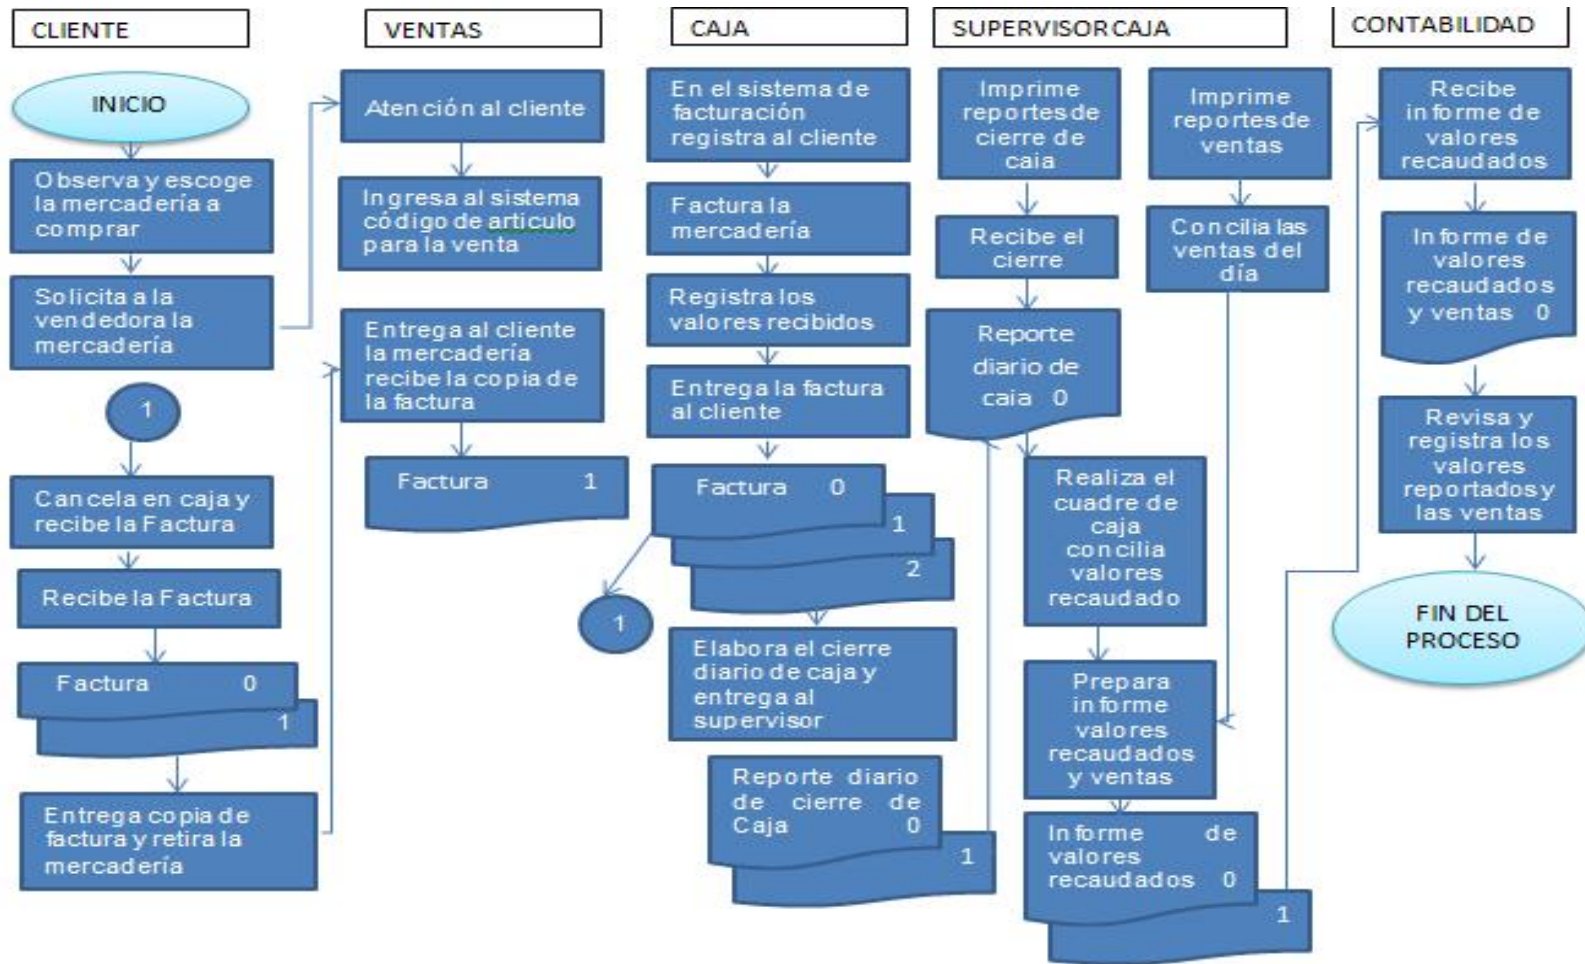 CLIENTE
INICIO
Observa y escoge
la mercadería a
comprar
Solicita a la
vendedora la
mercadería
1
Cancela en caja y
recibe la Factura
Recibe la Factura
Factura 0
1
Entrega copia de
factura y retira la
mercadería
VENTAS
Atención al cliente
Ingresa al sistema
código de articulo
para la venta
Entrega al cliente
la mercadería
recibe la copia de
la factura
Factura 1
CAJA
En el sistema de
facturación
registra al cliente
Factura la
mercadería
Registra los
valores recibidos
Entrega la factura
al cliente
Factura 0
1
2
1
Elabora el cierre
diario de caja y
entrega al
supervisor
Reporte diario
de cierre de
Caja 0
1
SUPERVISOR CAJA
Imprime
reportes de
cierre de
caia
Recibe el
cierre
Reporte
diario de
caia 0
Realiza el
cuadre de
caja
concilia
valores
recaudado
Prepara
informe
valores
recaudados
y ventas
Informe de
valores
recaudados 0
1
Imprime
reportes de
ventas
Concilia las
ventas del
día
CONTABILIDAD
Recibe
informe de
valores
recaudados
Informe de
valores
recaudados
y ventas 0
Revisa y
registra los
valores
reportados y
las ventas
FIN DEL
PROCESO